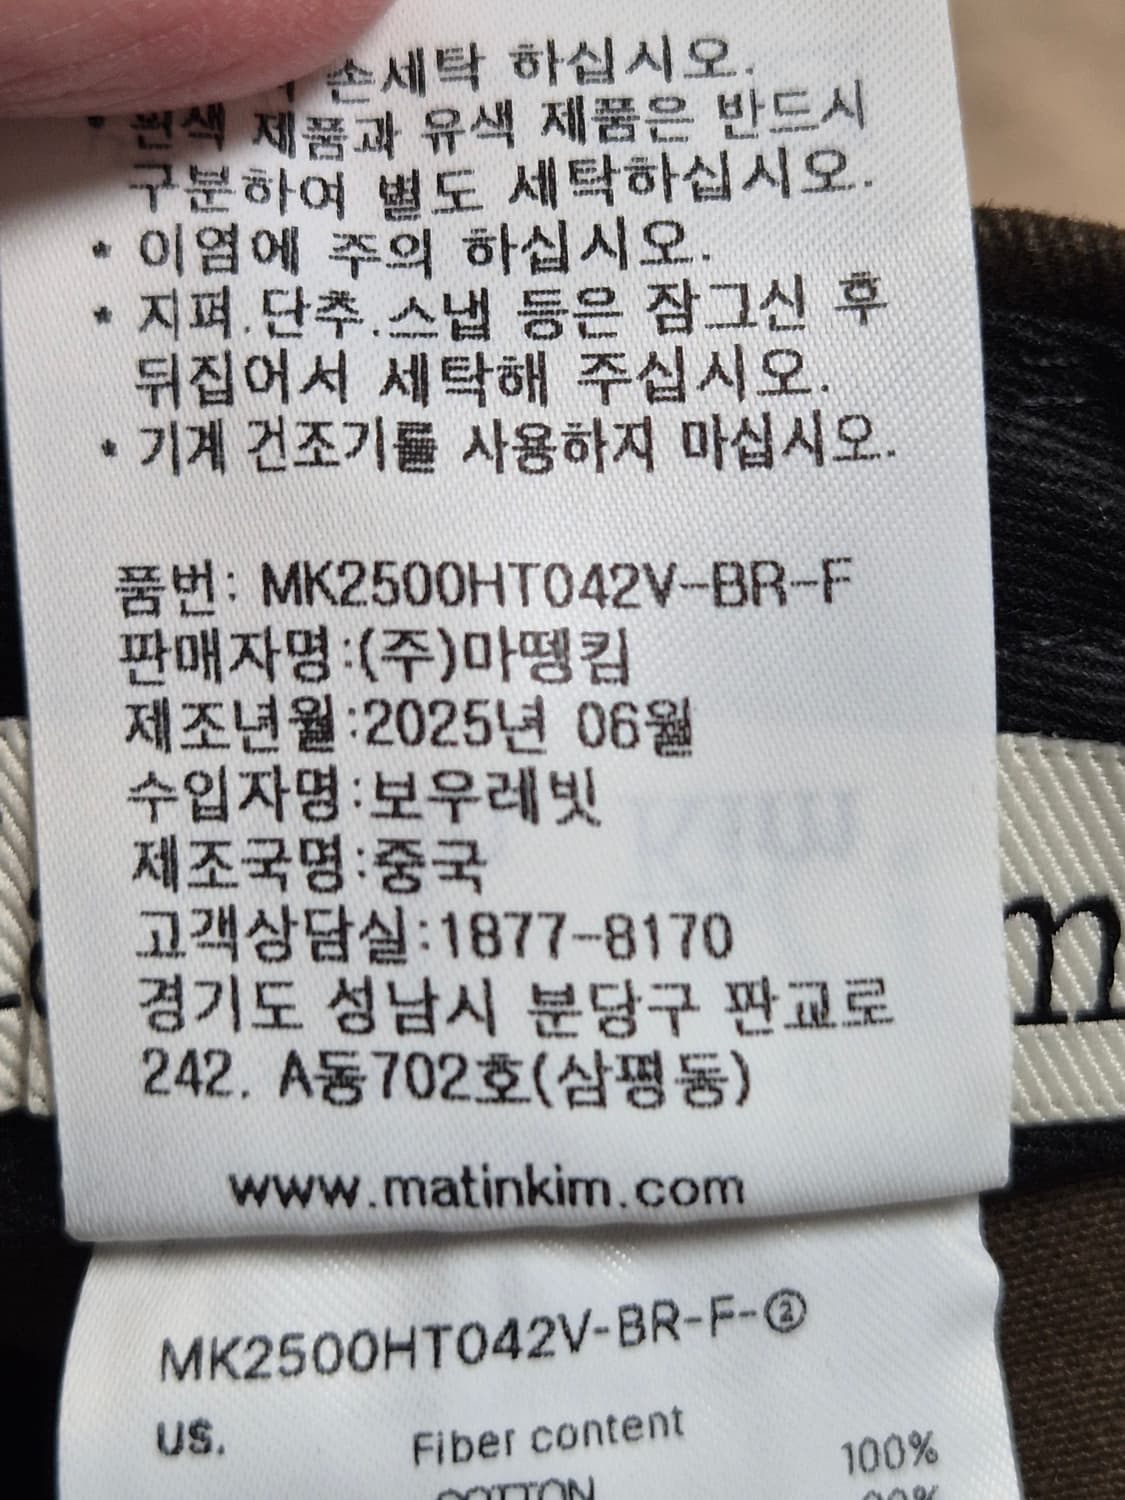 손세탁 하십시오.
• 흰색 제품과 유색 제품은 반드시
구분하여 별도 세탁하십시오.
• 이염에 주의 하십시오.
• 지퍼.단추.스냅 등은 잠그신 후
뒤집어서 세탁해 주십시오.
• 기계 건조기를 사용하지 마십시오.
품번: MK2500HT042V-BR-F
판매자명:(주)마뗑킴
제조년월:2025년 06월
수입자명:보우레빗
제조국명:중국
고객상담실:1877-8170
경기도 성남시 분당구 판교로
242. A동702호(삼평동)
www.matinkim.com
MK2500HT042V-BR-F-②
US.
Fiber content
100%
COTTON
m